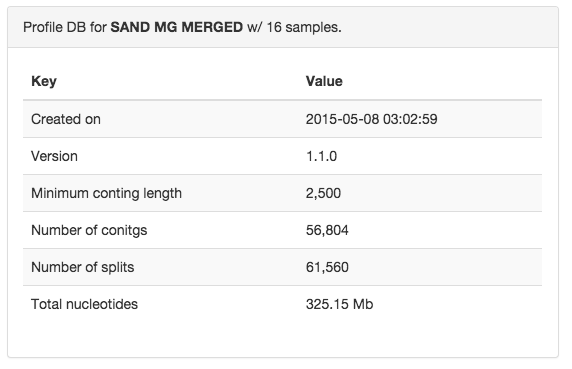 Profile DB for SAND MG MERGED w/ 16 samples.
Key Value
Created on 2015-05-08 03:02:59
Version 1.1.0
Minimum conting length 2,500
Number of conitgs 56,804
Number of splits 61,560
Total nucleotides 325.15 Mb